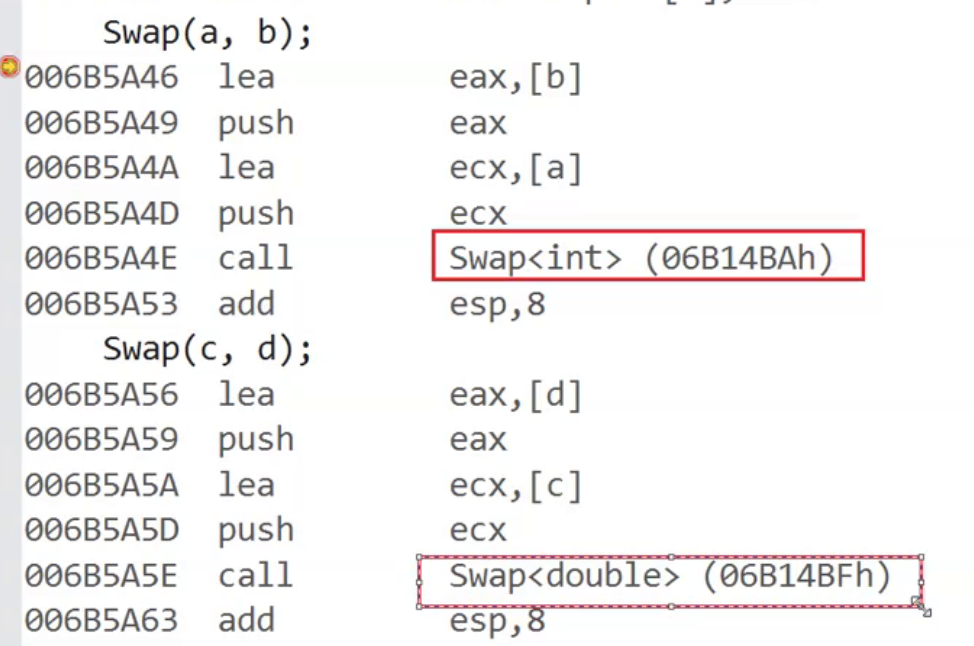 Swap(a, b);
006B5A46 lea eax,[b]
006B5A49 push eax
006B5A4A lea ecx,[a]
006B5A4D push ecx
006B5A4E call Swap<int> (06B14BAh)
006B5A53 add esp,8
Swap(c, d);
006B5A56 lea eax,[d]
006B5A59 push eax
006B5A5A lea ecx,[c]
006B5A5D push ecx
006B5A5E call Swap<double> (06B14BFh)
006B5A63 add esp,8